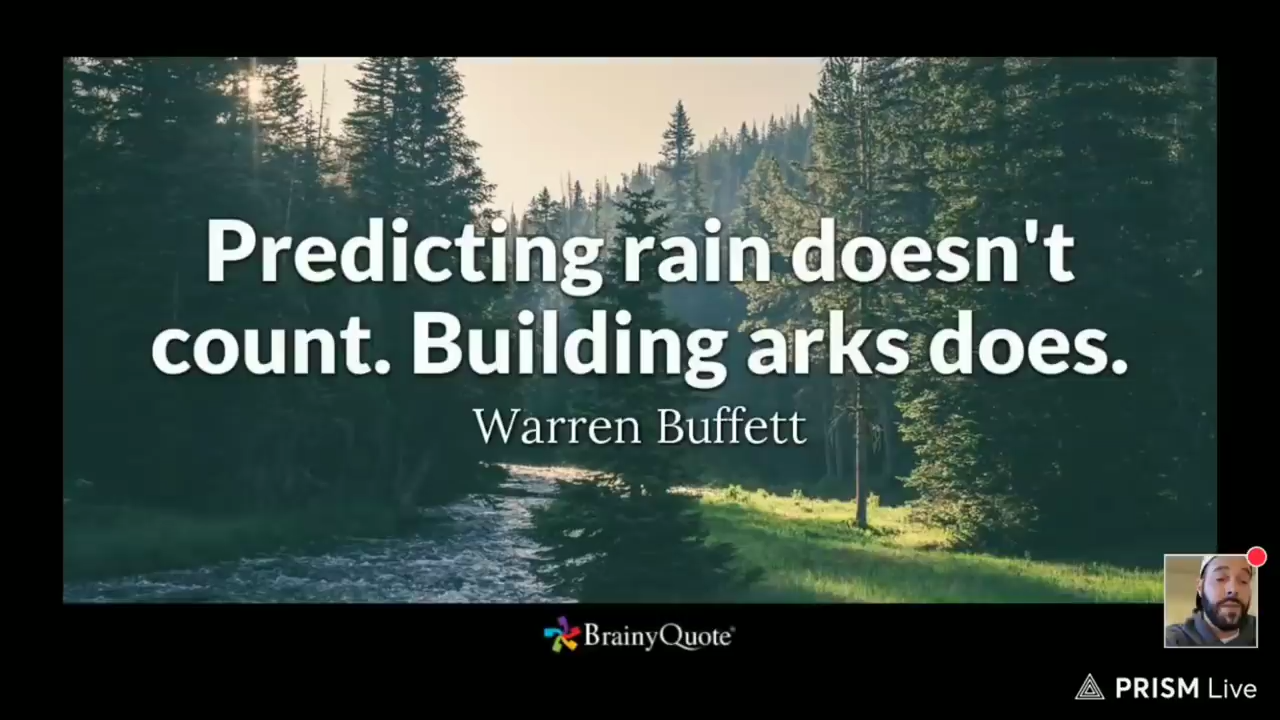 Predicting rain doesn't
count. Building arks does.
Warren Buffett
BrainyQuote®
PRISM Live